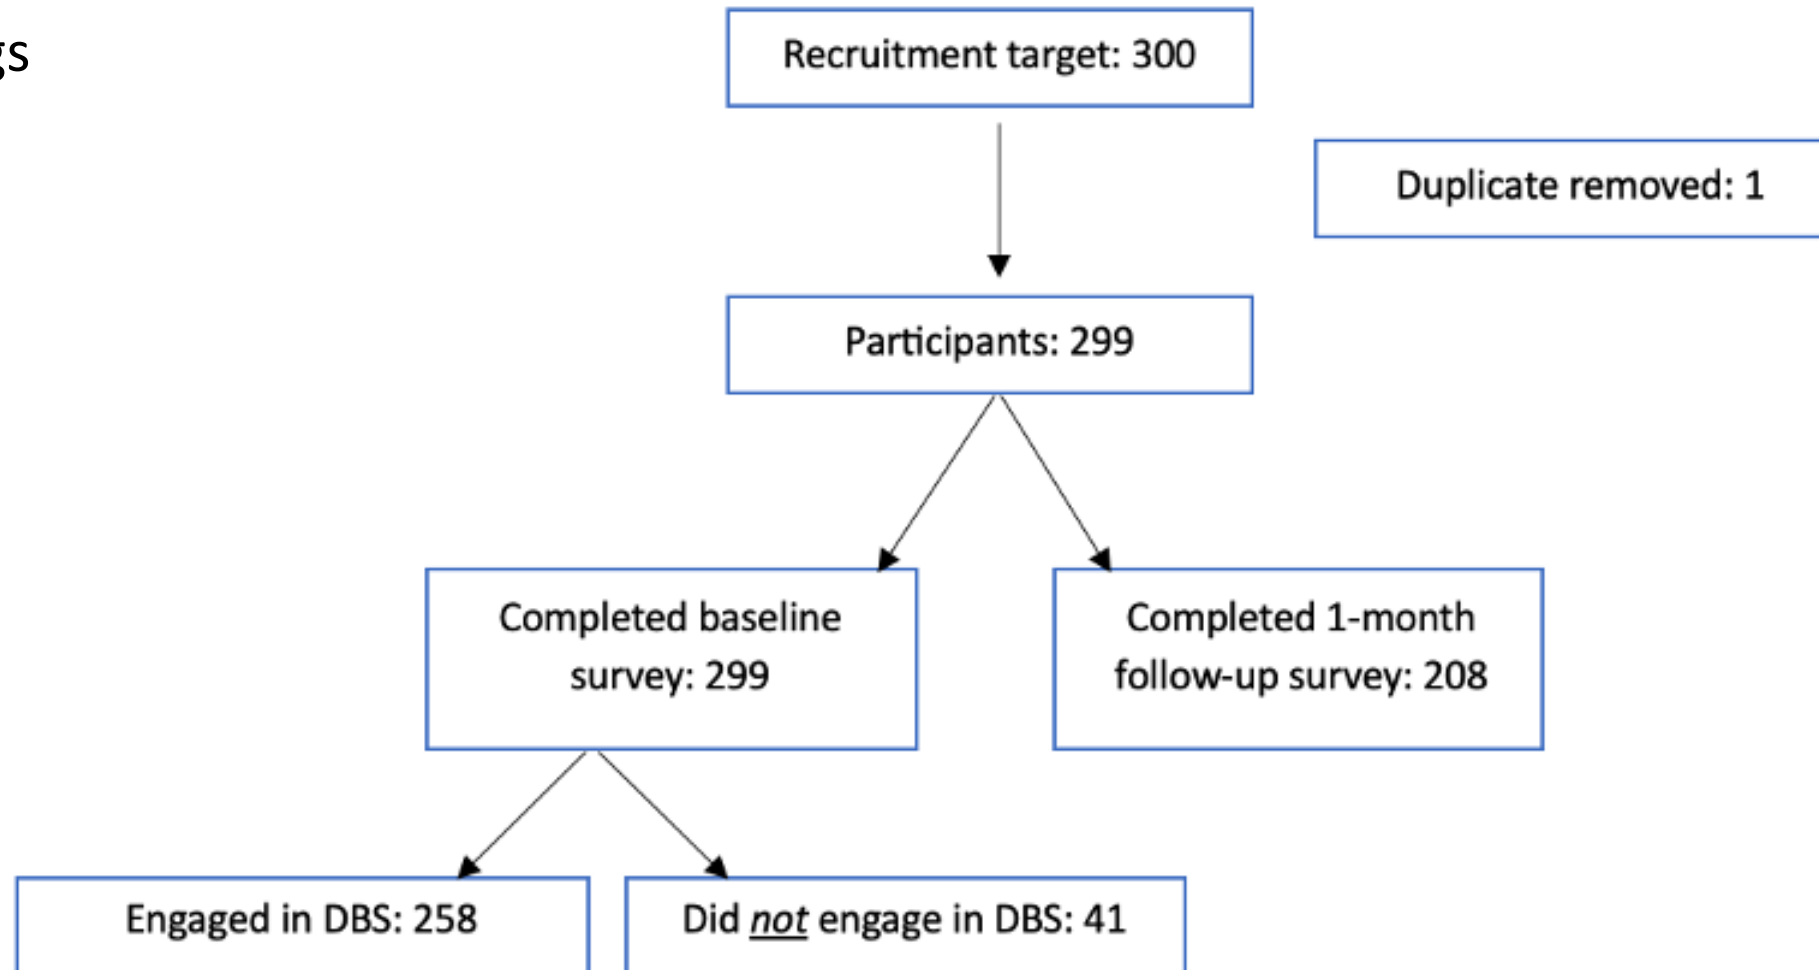 gs
Recruitment target: 300
Duplicate removed: 1
Participants: 299
Completed baseline
survey: 299
Completed 1-month
follow-up survey: 208
Engaged in DBS: 258
Did not engage in DBS: 41